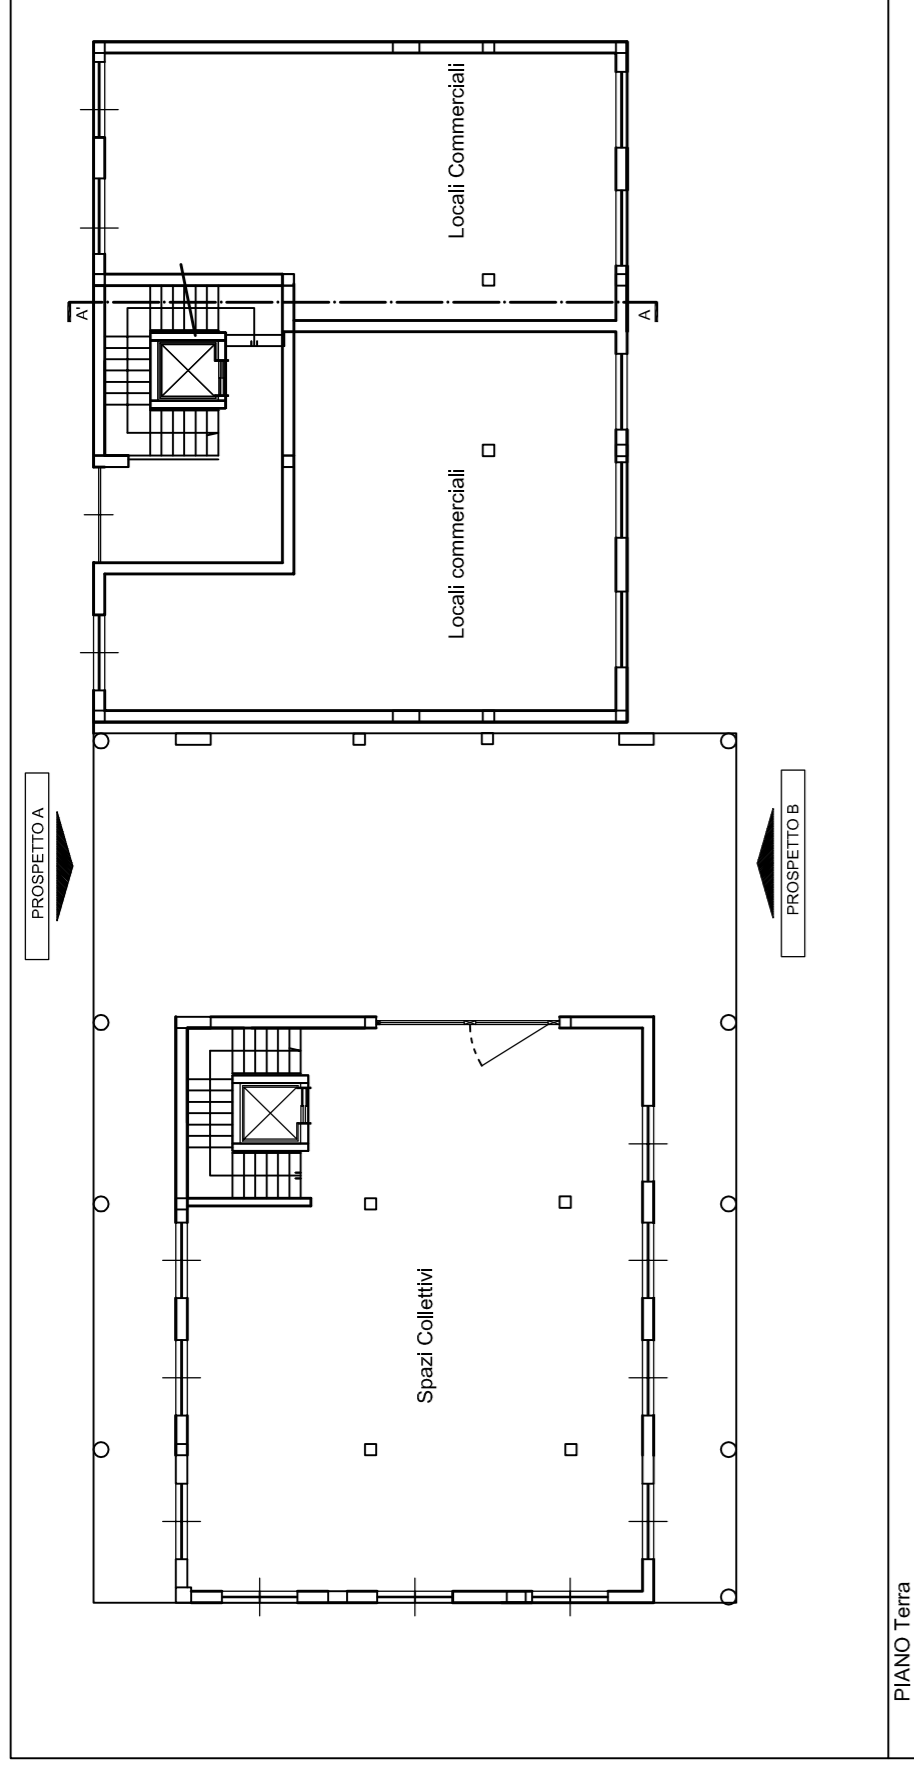 PROSPETTO A
Spazi Collettivi
Locali commerciali
Locali Commerciali
A'
A
PROSPETTO B
PIANO Terra